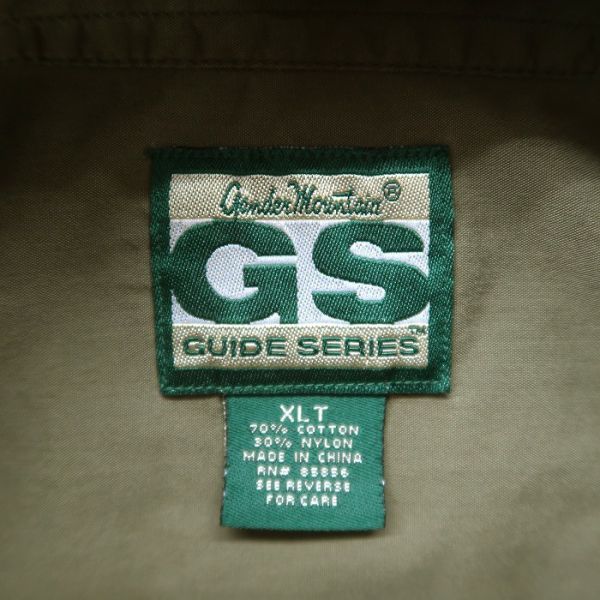 Gander Mountain®
GS
GUIDE SERIES™
XLT
70% COTTON
30% NYLON
MADE IN CHINA
RN# 85856
SEE REVERSE
FOR CARE